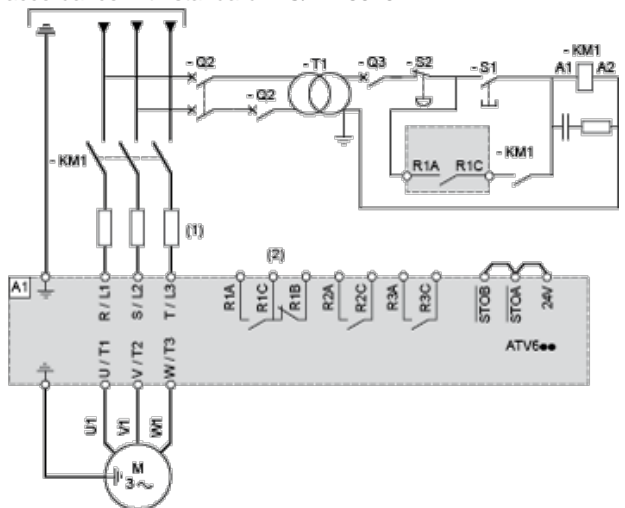 - Q2
- T1
- Q3
- S2
- S1
- KM1
A1
A2
- Q2
R1A
R1C
- KM1
- KM1
(1)
(2)
A1
R / L1
S / L2
T / L3
R1A
R1C
R1B
R2A
R2C
R3A
R3C
STOB
STOA
24V
ATV6●●
U / T1
V / T2
W / T3
U1
V1
W1
M
3 ~